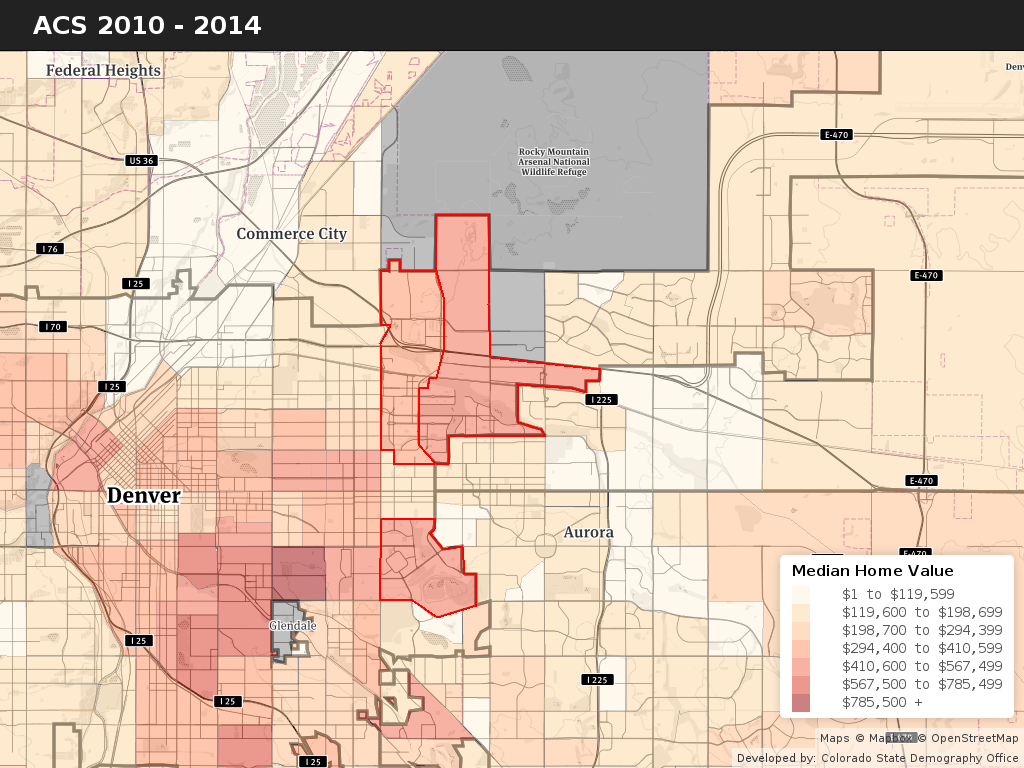 ACS 2010 - 2014
Federal Heights
US 36
Rocky Mountain
Arsenal National
Wildlife Refuge
E-470
Commerce City
I 76
I 25
E-470
I 70
I 25
I 225
Denver
E-470
Aurora
E-470
Glendale
I 25
I 225
I 25
I 25
Median Home Value
$1 to $119,599
$119,600 to $198,699
$198,700 to $294,399
$294,400 to $410,599
$410,600 to $567,499
$567,500 to $785,499
$785,500 +
Maps © Mapbox © OpenStreetMap
Developed by: Colorado State Demography Office